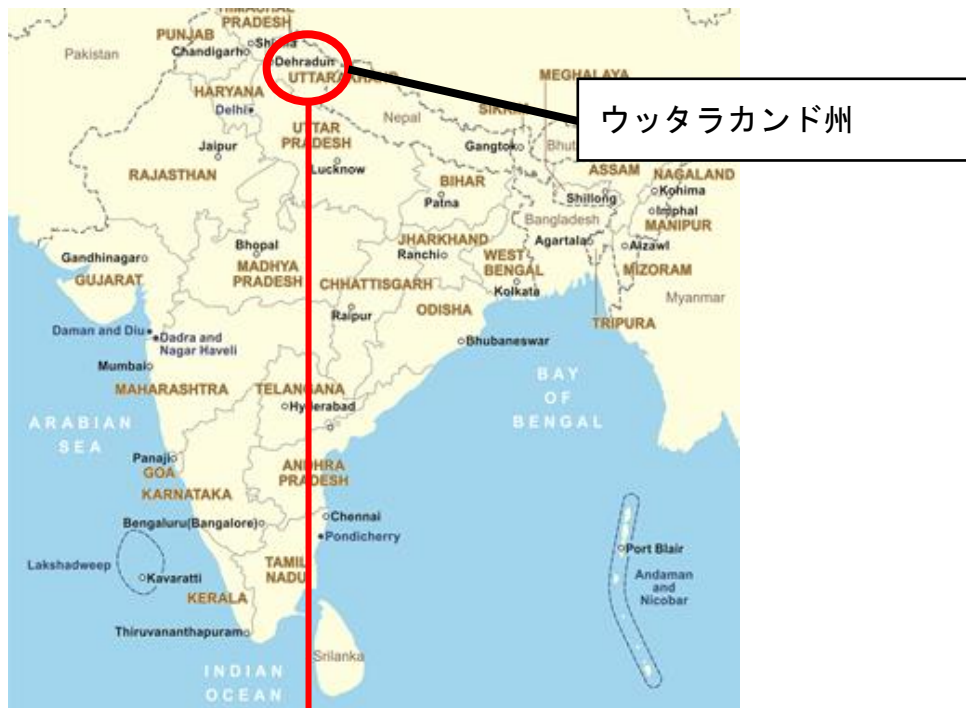 HIMACHAL
PRADESH
PUNJAB
Shimla
Chandigarh
Pakistan
Dehradun
UTTARAKHAND
MEGHALAYA
HARYANA
Delhi
ウッタラカンド州
SIKKIM
Nepal
UTTAR
PRADESH
Jaipur
Gangtok
Bhut
Lucknow
RAJASTHAN
ASSAM
NAGALAND
BIHAR
Kohima
Patna
Shillong
Imphal
Bangladesh
MANIPUR
Bhopal
JHARKHAND
Agartala
Aizawl
Gandhinagar
Ranchi
WEST
BENGAL
MADHYA
PRADESH
MIZORAM
GUJARAT
CHHATTISGARH
Kolkata
Myanmar
ODISHA
Raipur
TRIPURA
Daman and Diu
Dadra and
Nagar Haveli
Bhubaneswar
Mumbai
BAY
OF
BENGAL
MAHARASHTRA
TELANGANA
Hyderabad
ARABIAN
SEA
Panaji
GOA
ANDHRA
PRADESH
KARNATAKA
Chennai
Bengaluru(Bangalore)
Pondicherry
Port Blair
Lakshadweep
TAMIL
NADU
Kavaratti
Andaman
and
Nicobar
KERALA
Thiruvananthapuram
Srilanka
INDIAN
OCEAN